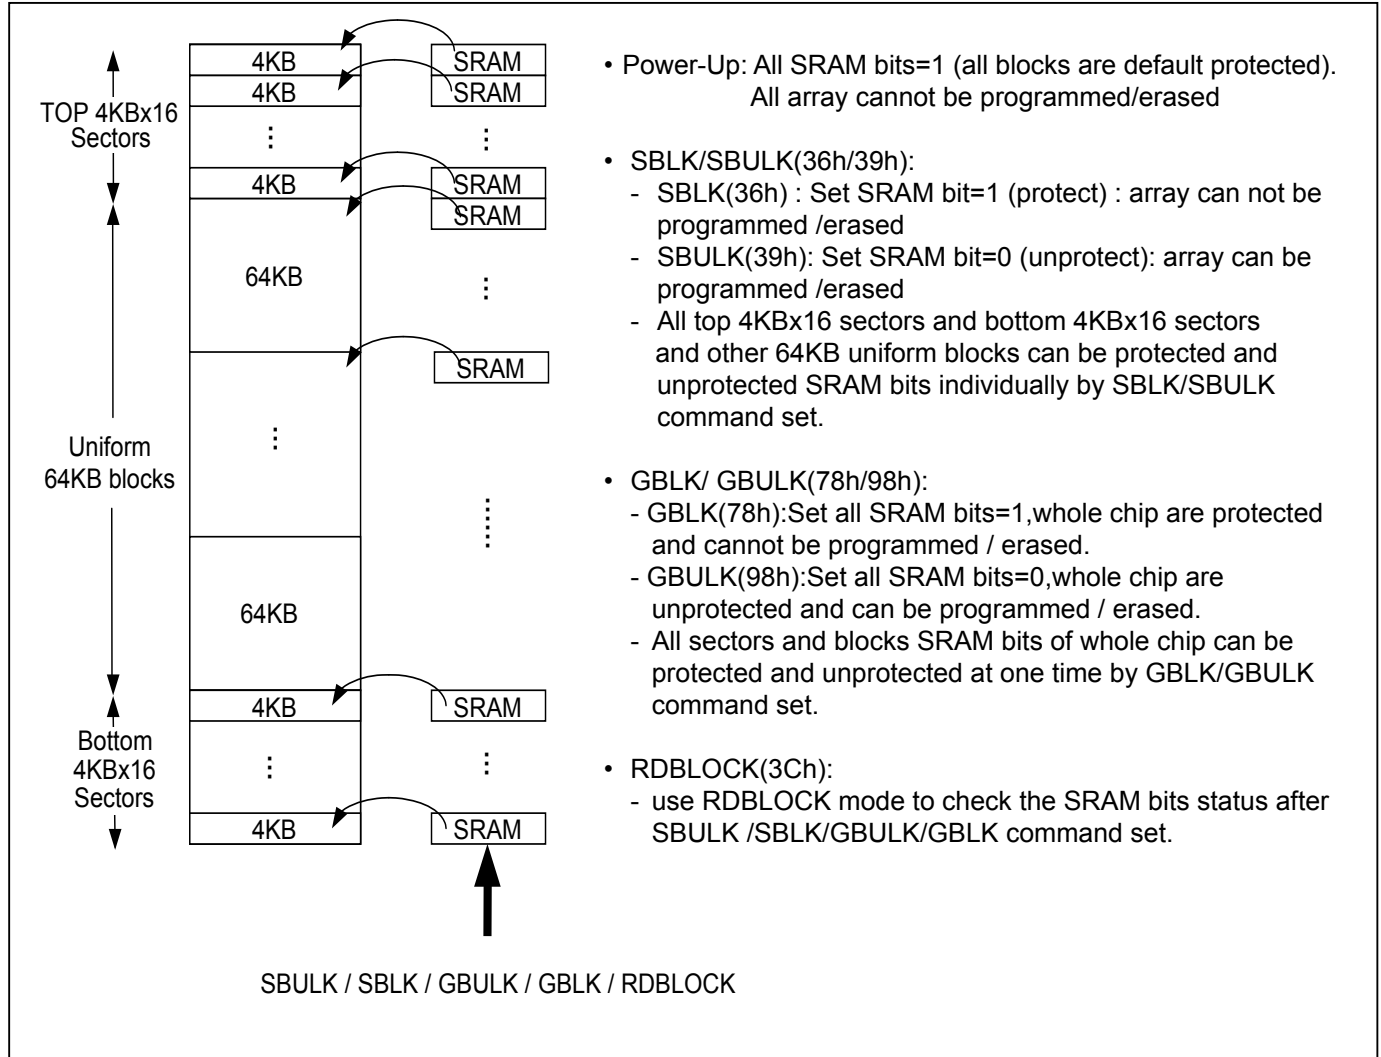 4KB
SRAM
4KB
SRAM
TOP 4KBx16
Sectors
4KB
SRAM
SRAM
64KB
SRAM
Uniform
64KB blocks
64KB
4KB
SRAM
Bottom
4KBx16
Sectors
4KB
SRAM
SBULK / SBLK / GBULK / GBLK / RDBLOCK
• Power-Up: All SRAM bits=1 (all blocks are default protected).
All array cannot be programmed/erased
• SBLK/SBULK(36h/39h):
- SBLK(36h) : Set SRAM bit=1 (protect) : array can not be
programmed /erased
- SBULK(39h): Set SRAM bit=0 (unprotect): array can be
programmed /erased
- All top 4KBx16 sectors and bottom 4KBx16 sectors
and other 64KB uniform blocks can be protected and
unprotected SRAM bits individually by SBLK/SBULK
command set.
• GBLK/ GBULK(78h/98h):
- GBLK(78h):Set all SRAM bits=1,whole chip are protected
and cannot be programmed / erased.
- GBULK(98h):Set all SRAM bits=0,whole chip are
unprotected and can be programmed / erased.
- All sectors and blocks SRAM bits of whole chip can be
protected and unprotected at one time by GBLK/GBULK
command set.
• RDBLOCK(3Ch):
- use RDBLOCK mode to check the SRAM bits status after
SBULK /SBLK/GBULK/GBLK command set.